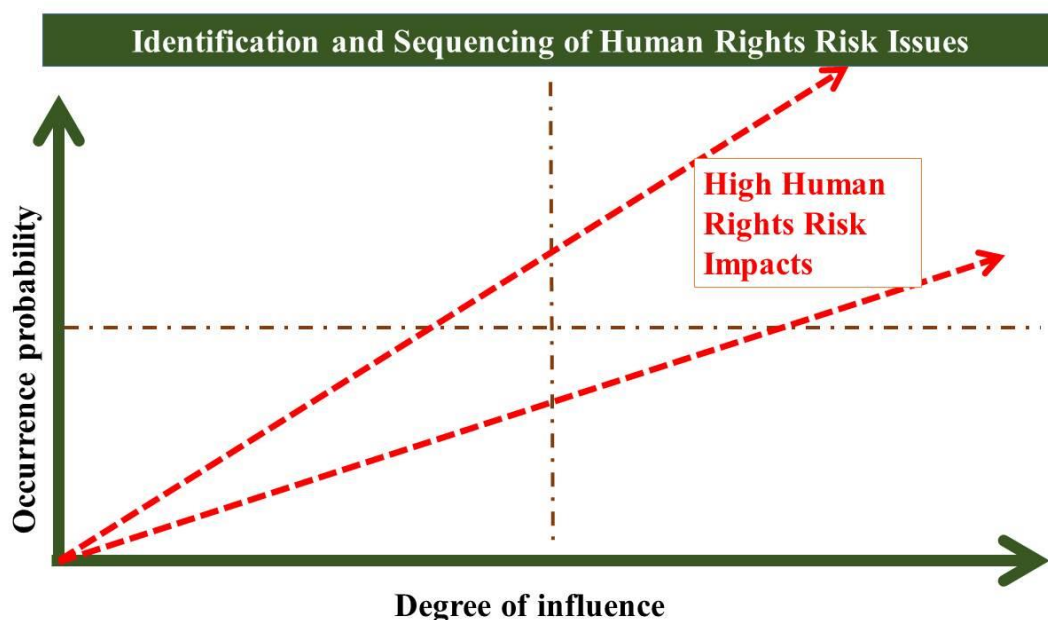 Identification and Sequencing of Human Rights Risk Issues
Occurrence probability
High Human
Rights Risk
Impacts
Degree of influence